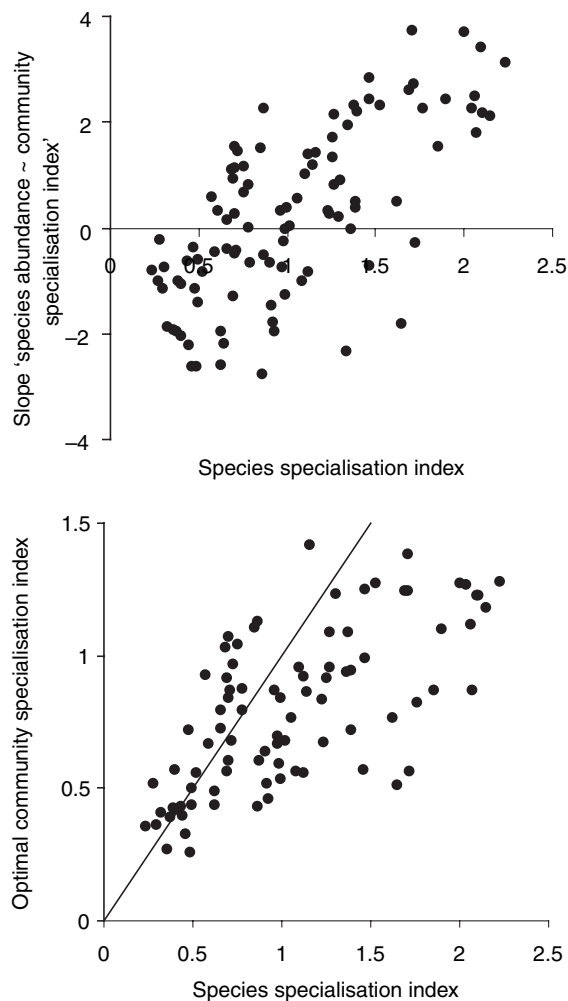 Slope ‘species abundance ~ community
specialisation index’
4
2
0
–2
–4
0 0.5 1 1.5 2 2.5
Species specialisation index
Optimal community specialisation index
1.5
1
0.5
0
0 0.5 1 1.5 2 2.5
Species specialisation index